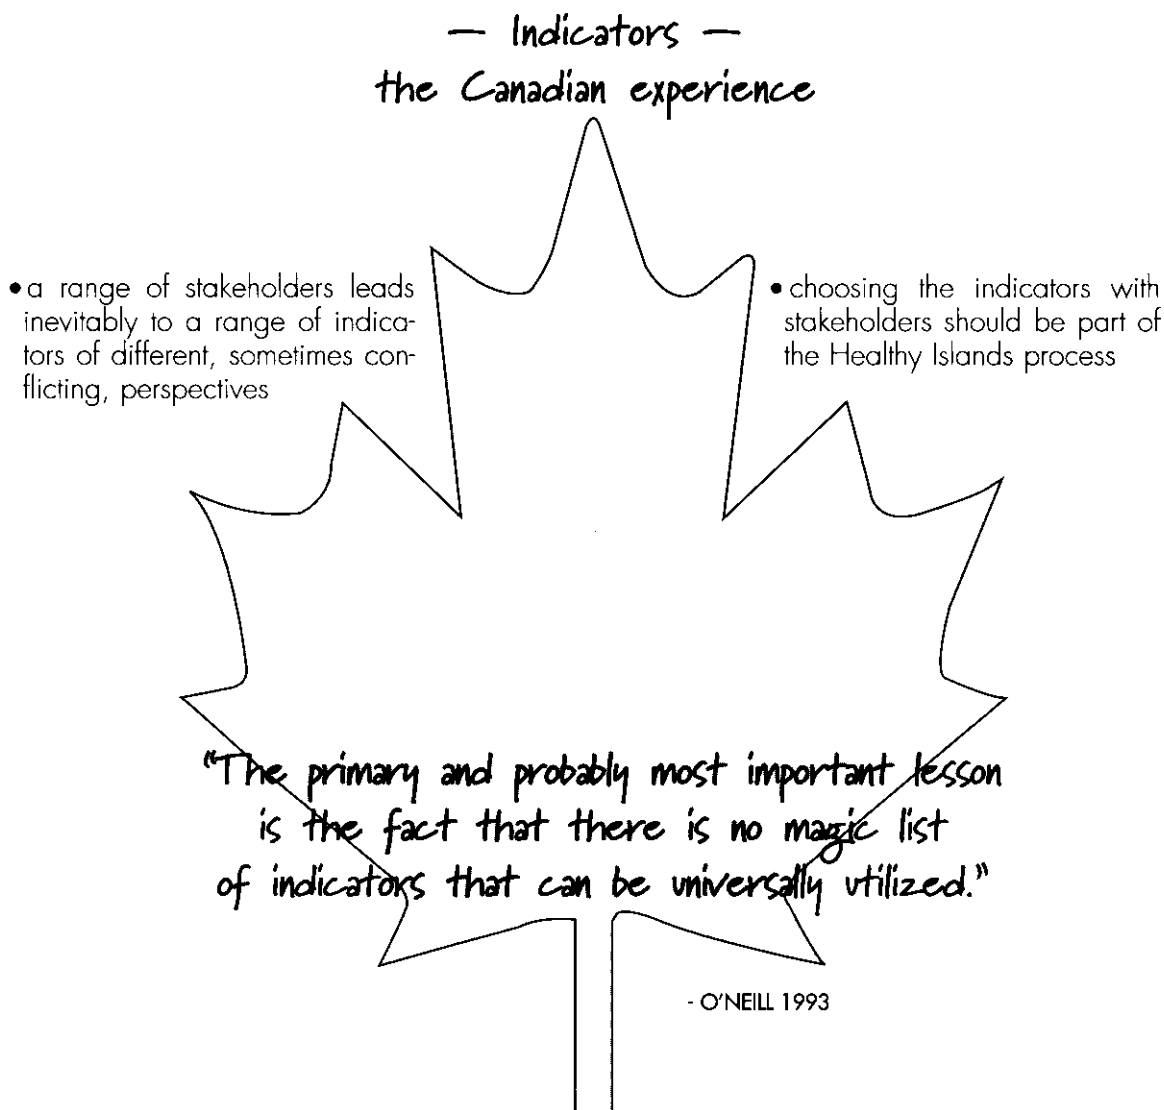 — Indicators —
the Canadian experience
• a range of stakeholders leads
inevitably to a range of indica-
tors of different, sometimes con-
flicting, perspectives
• choosing the indicators with
stakeholders should be part of
the Healthy Islands process
"The primary and probably most important lesson
is the fact that there is no magic list
of indicators that can be universally utilized."
- O'NEILL 1993